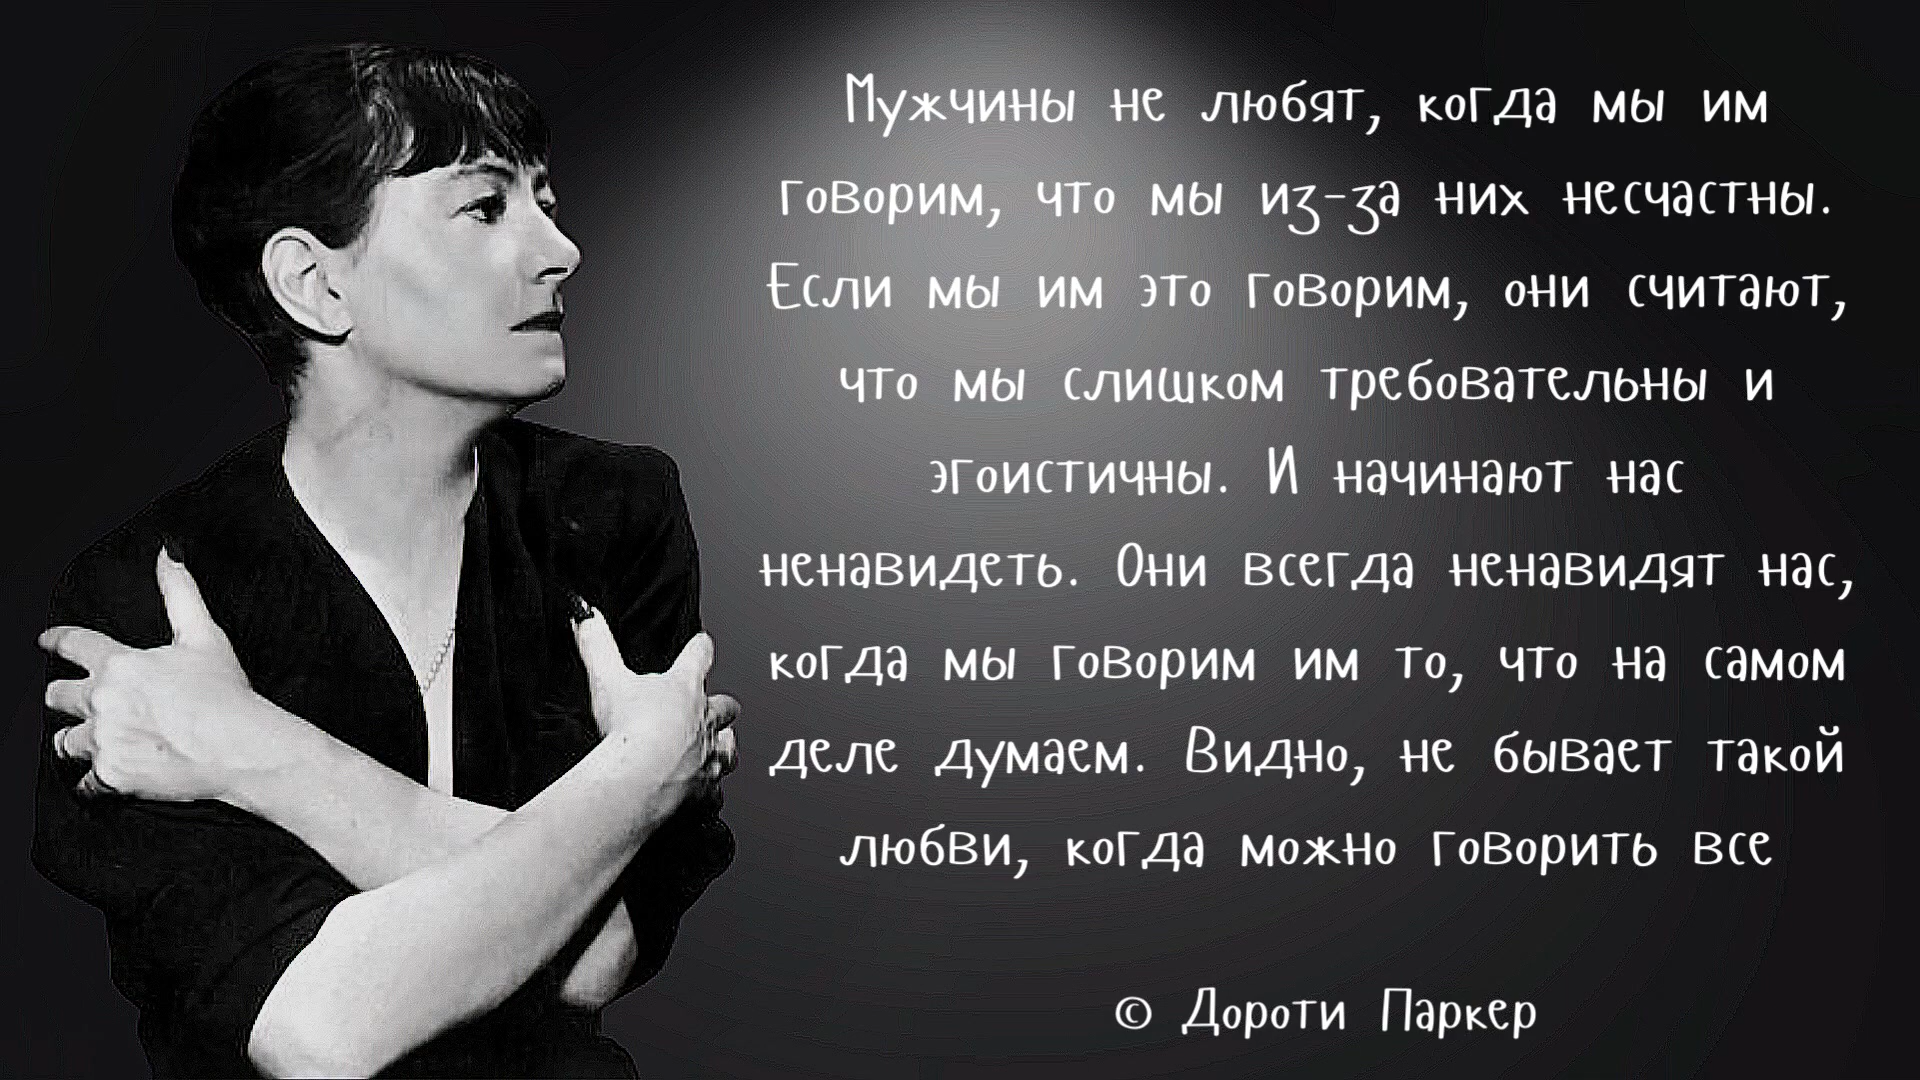 Мужчины не любят, когда мы им
говорим, что мы из-за них несчастны.
Если мы им это говорим, они считают,
что мы слишком требовательны и
эгоистичны. И начинают нас
ненавидеть. Они всегда ненавидят нас,
когда мы говорим им то, что на самом
деле думаем. Видно, не бывает такой
любви, когда можно говорить все
© Дороти Паркер